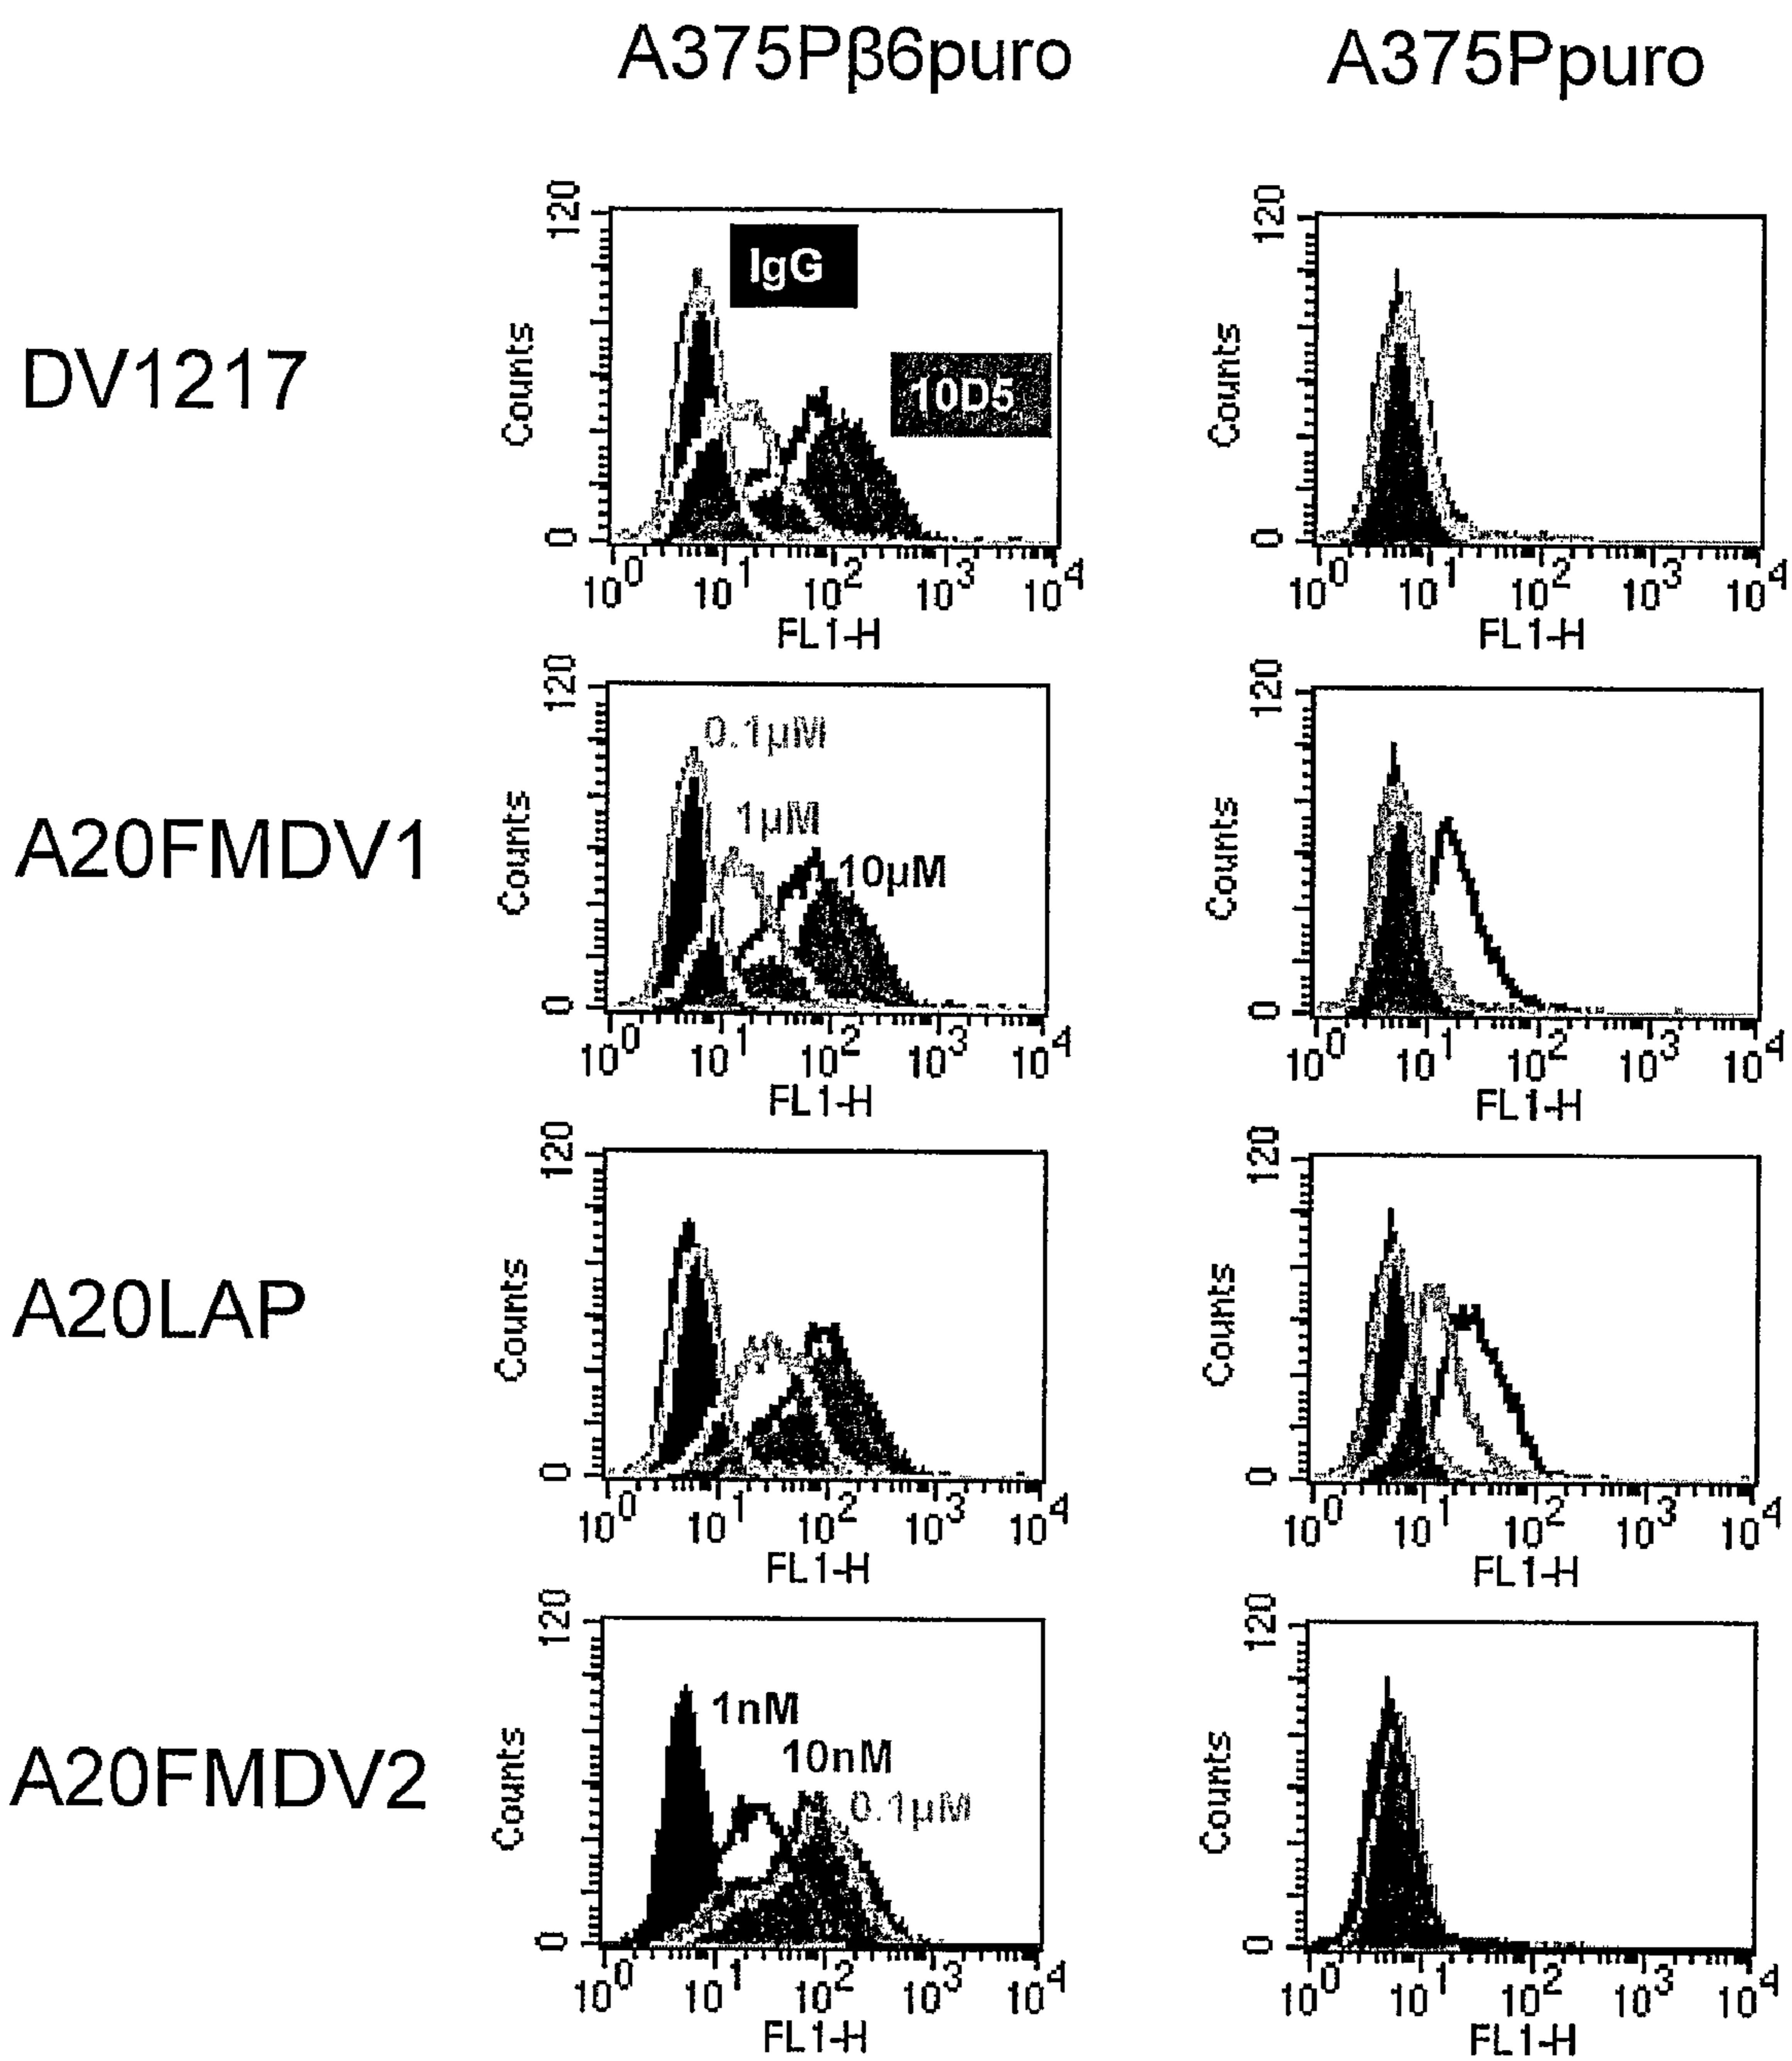 A375Pβ6puro A375Ppuro
DV1217
120 120
IgG
10D5
Counts Counts
0 0
10^0 10^1 10^2 10^3 10^4 10^0 10^1 10^2 10^3 10^4
FL1-H FL1-H
A20FMDV1
120 120
0.1µM
1µM
10µM
Counts Counts
0 0
10^0 10^1 10^2 10^3 10^4 10^0 10^1 10^2 10^3 10^4
FL1-H FL1-H
A20LAP
120 120
Counts Counts
0 0
10^0 10^1 10^2 10^3 10^4 10^0 10^1 10^2 10^3 10^4
FL1-H FL1-H
A20FMDV2
120 120
1nM
10nM
0.1µM
Counts Counts
0 0
10^0 10^1 10^2 10^3 10^4 10^0 10^1 10^2 10^3 10^4
FL1-H FL1-H